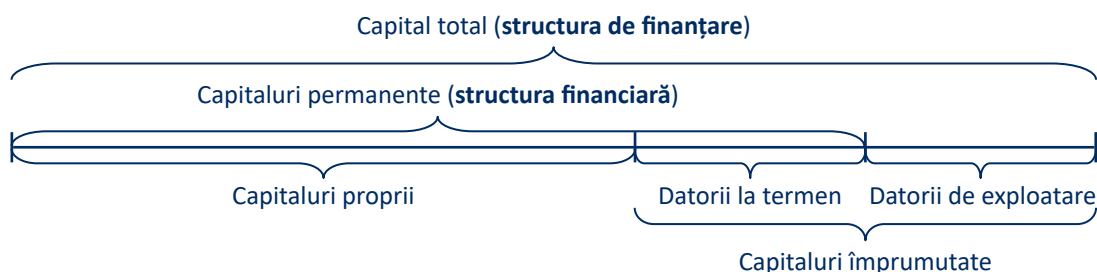 Capital total (structura de finanțare)
Capitaluri permanente (structura financiară)
Capitaluri proprii
Datorii la termen
Datorii de exploatare
Capitaluri împrumutate